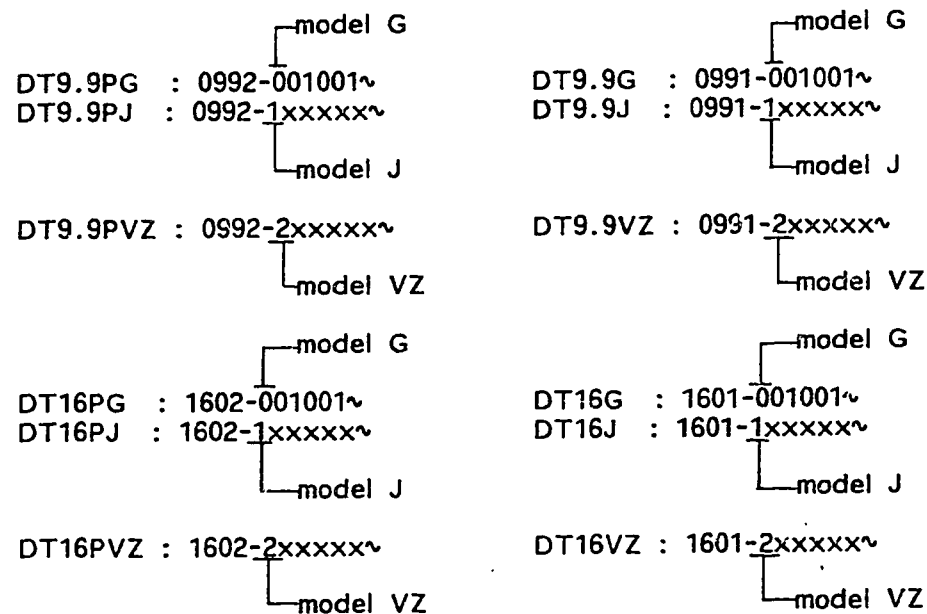 model G
DT9.9PG : 0992-001001~
DT9.9PJ : 0992-1xxxxx~
model J
DT9.9PVZ : 0992-2xxxxx~
model VZ
model G
DT9.9G : 0991-001001~
DT9.9J : 0991-1xxxxx~
model J
DT9.9VZ : 0991-2xxxxx~
model VZ
model G
DT16PG : 1602-001001~
DT16PJ : 1602-1xxxxx~
model J
DT16PVZ : 1602-2xxxxx~
model VZ
model G
DT16G : 1601-001001~
DT16J : 1601-1xxxxx~
model J
DT16VZ : 1601-2xxxxx~
model VZ